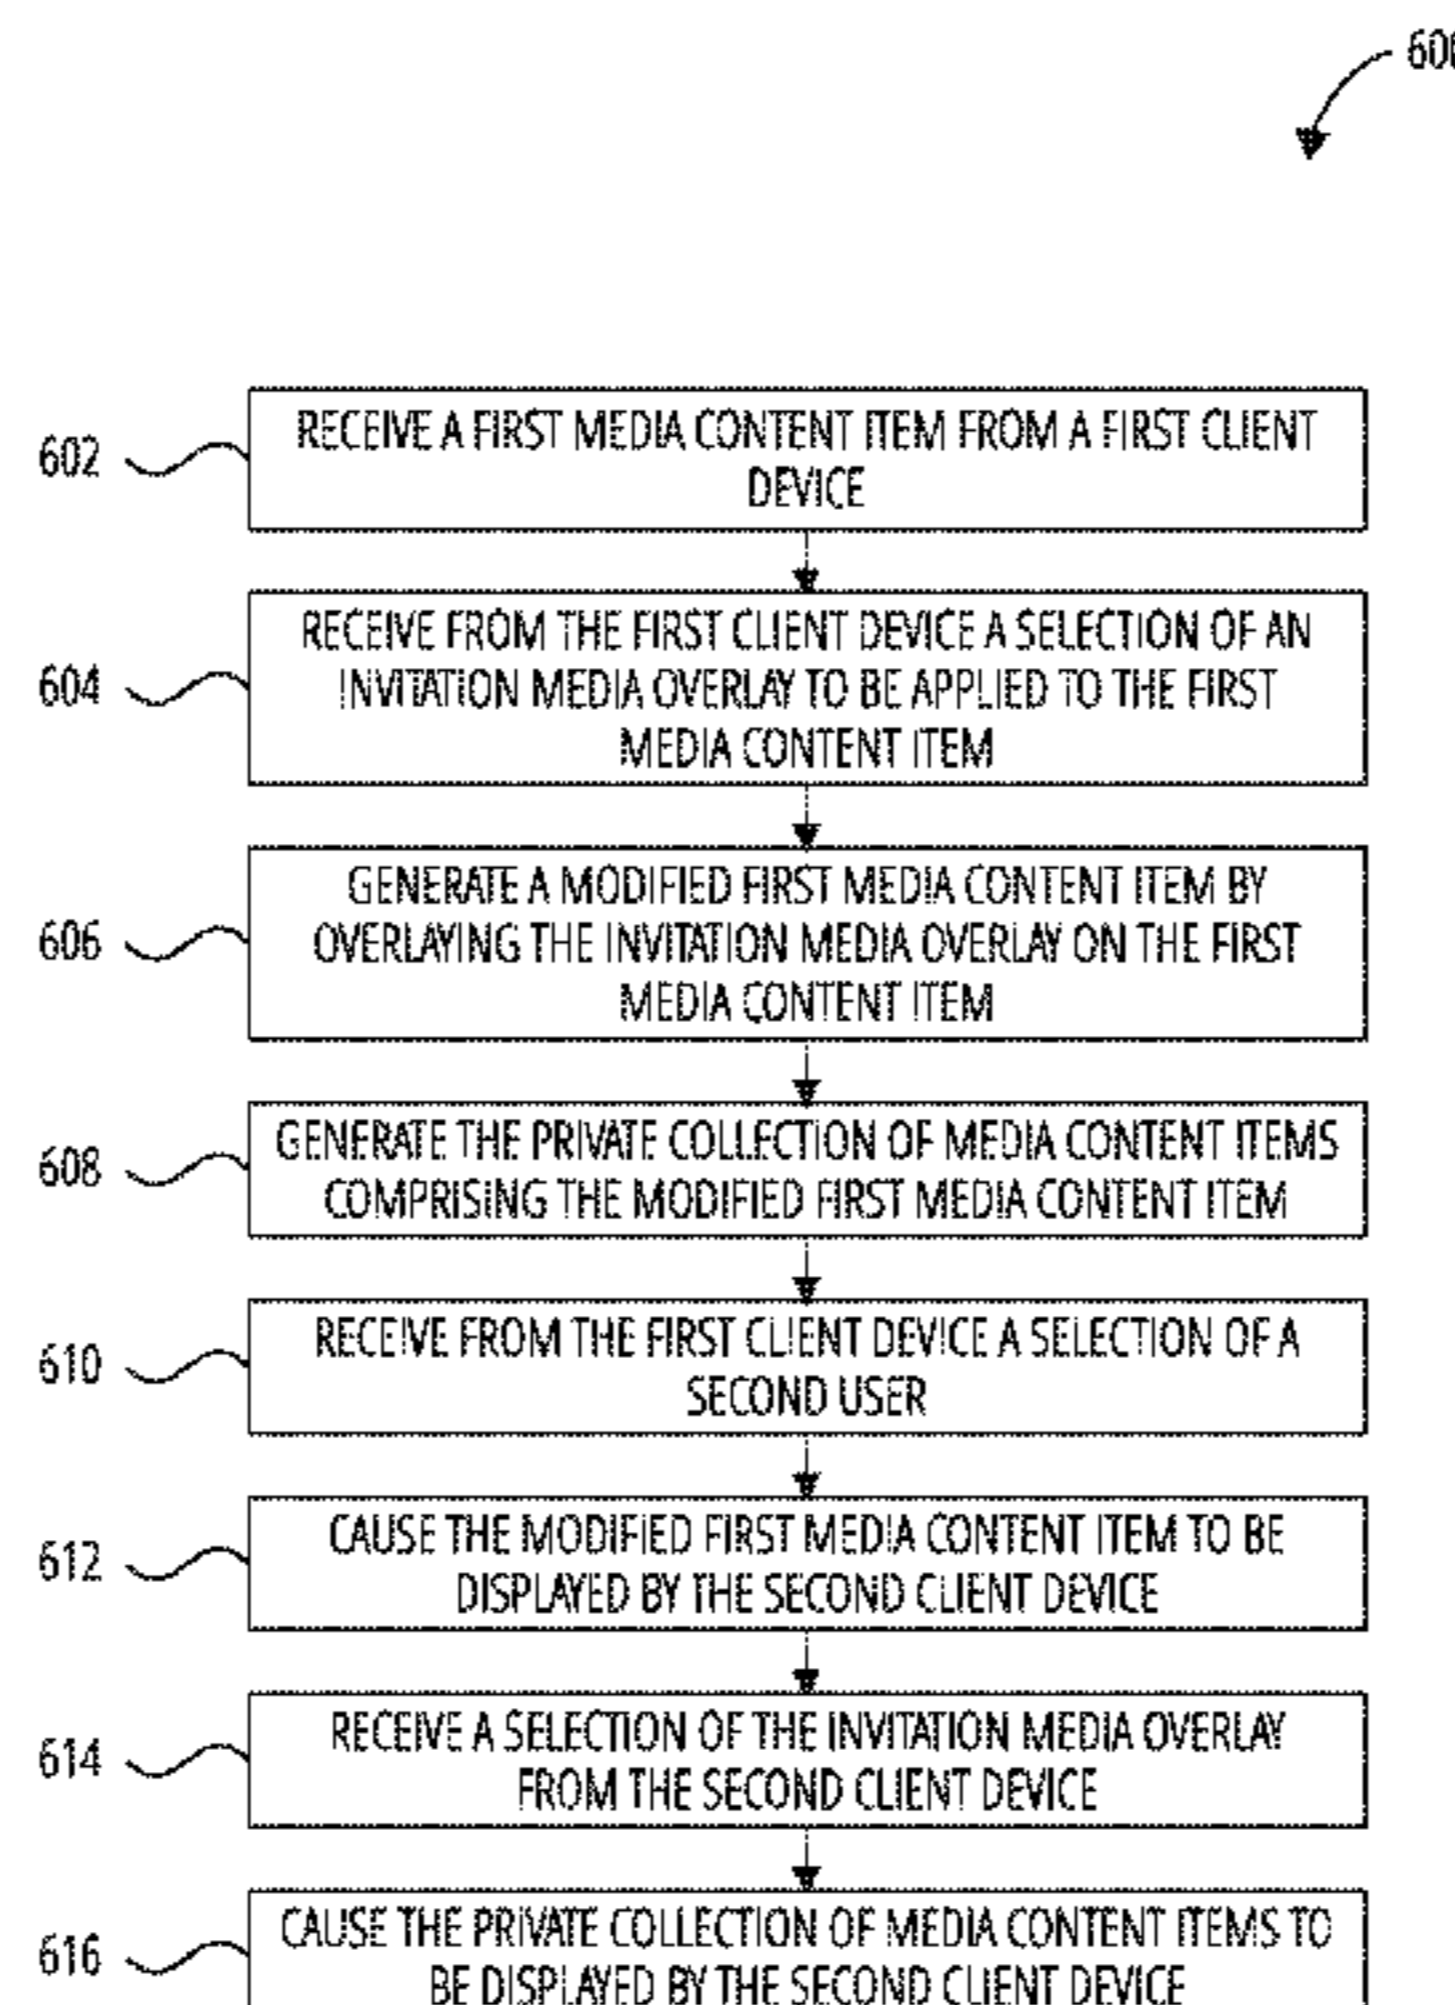 602
RECEIVE A FIRST MEDIA CONTENT ITEM FROM A FIRST CLIENT
DEVICE
604
RECEIVE FROM THE FIRST CLIENT DEVICE A SELECTION OF AN
INVITATION MEDIA OVERLAY TO BE APPLIED TO THE FIRST
MEDIA CONTENT ITEM
606
GENERATE A MODIFIED FIRST MEDIA CONTENT ITEM BY
OVERLAYING THE INVITATION MEDIA OVERLAY ON THE FIRST
MEDIA CONTENT ITEM
608
GENERATE THE PRIVATE COLLECTION OF MEDIA CONTENT ITEMS
COMPRISING THE MODIFIED FIRST MEDIA CONTENT ITEM
610
RECEIVE FROM THE FIRST CLIENT DEVICE A SELECTION OF A
SECOND USER
612
CAUSE THE MODIFIED FIRST MEDIA CONTENT ITEM TO BE
DISPLAYED BY THE SECOND CLIENT DEVICE
614
RECEIVE A SELECTION OF THE INVITATION MEDIA OVERLAY
FROM THE SECOND CLIENT DEVICE
616
CAUSE THE PRIVATE COLLECTION OF MEDIA CONTENT ITEMS TO
BE DISPLAYED BY THE SECOND CLIENT DEVICE